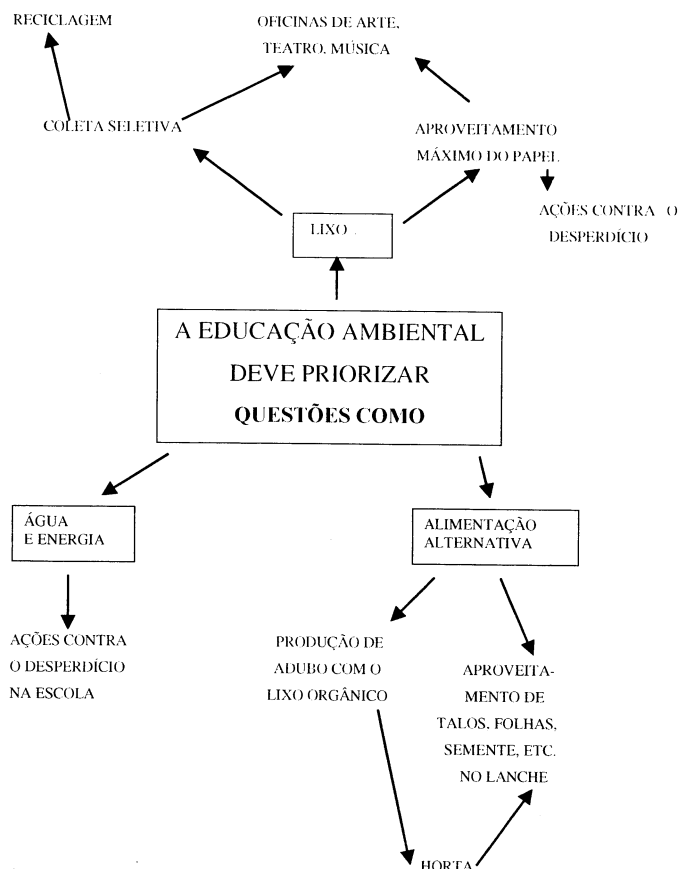 RECICLAGEM
OFICINAS DE ARTE,
TEATRO, MÚSICA
COLETA SELETIVA
APROVEITAMENTO
MÁXIMO DO PAPEL
AÇÕES CONTRA O
DESPERDÍCIO
LIXO
A EDUCAÇÃO AMBIENTAL
DEVE PRIORIZAR
QUESTÕES COMO
ÁGUA
E ENERGIA
ALIMENTAÇÃO
ALTERNATIVA
AÇÕES CONTRA
O DESPERDÍCIO
NA ESCOLA
PRODUÇÃO DE
ADUBO COM O
LIXO ORGÂNICO
APROVEITA-
MENTO DE
TALOS, FOLHAS,
SEMENTE, ETC.
NO LANCHE
HORTA